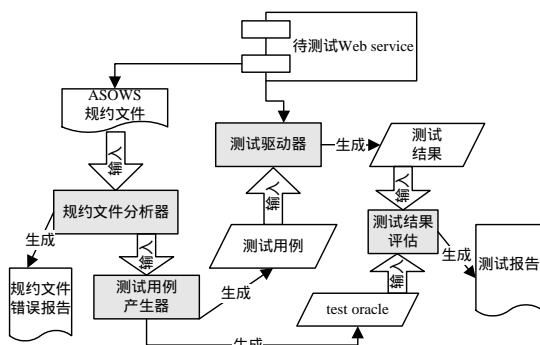 待测试Web service
ASOWS
规约文件
输入
测试驱动器
生成
测试
结果
输入
规约文件分析器
输入
测试结果
评估
生成
输入
测试用例
生成
规约文件
错误报告
测试用例
产生器
生成
输入
test oracle
测试报告
生成